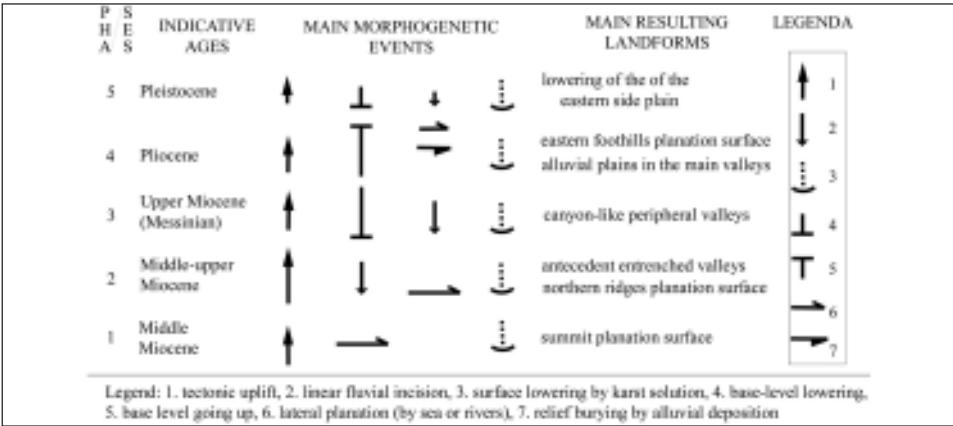 PHASES INDICATIVE AGES MAIN MORPHOGENETIC EVENTS MAIN RESULTING LANDFORMS LEGENDA
5 Pleistocene lowering of the of the
eastern side plain
1
2
4 Pliocene eastern foothills planation surface
alluvial plains in the main valleys
3
3 Upper Miocene
(Messinian) canyon-like peripheral valleys
4
2 Middle-upper
Miocene antecedent entrenched valleys
northern ridges planation surface
5
6
1 Middle
Miocene summit planation surface
7
Legend: 1. tectonic uplift, 2. linear fluvial incision, 3. surface lowering by karst solution, 4. base-level lowering,
5. base level going up, 6. lateral planation (by sea or rivers), 7. relief burying by alluvial deposition